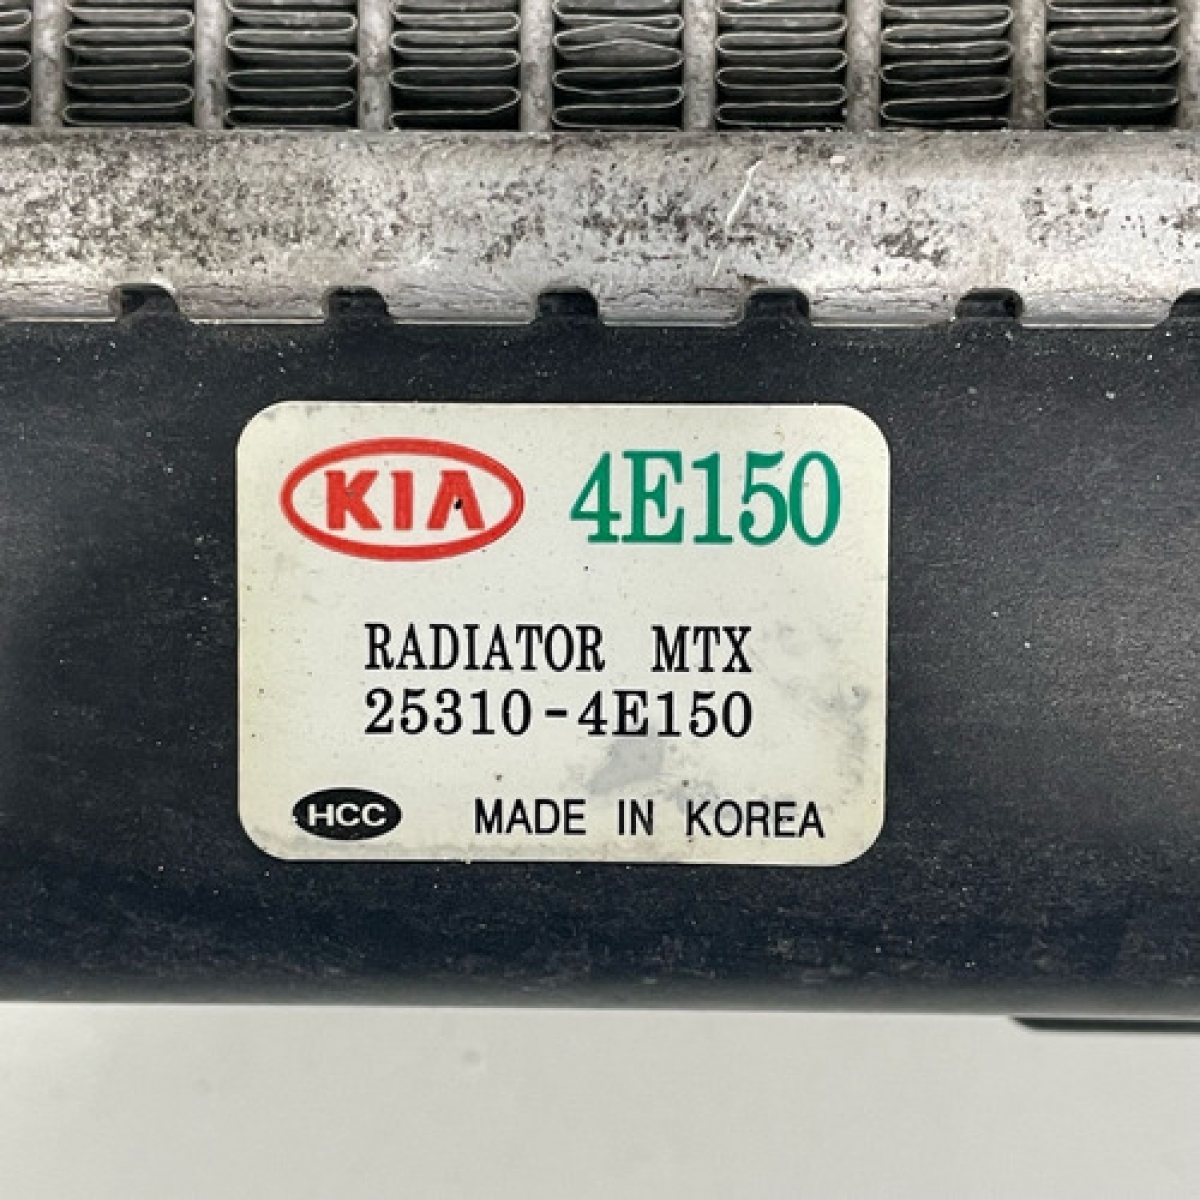 KIA 4E150
RADIATOR MTX
25310-4E150
HCC MADE IN KOREA